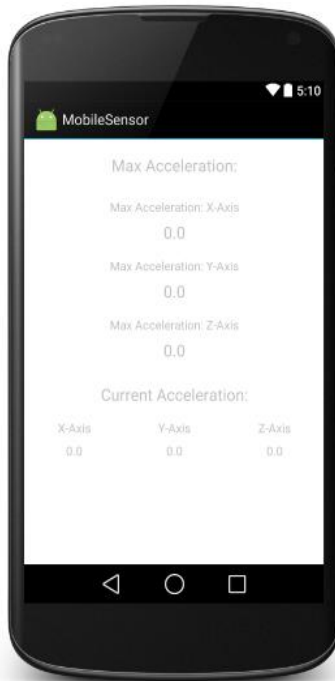 5:10
MobileSensor
Max Acceleration:
Max Acceleration: X-Axis
0.0
Max Acceleration: Y-Axis
0.0
Max Acceleration: Z-Axis
0.0
Current Acceleration:
X-Axis Y-Axis Z-Axis
0.0 0.0 0.0